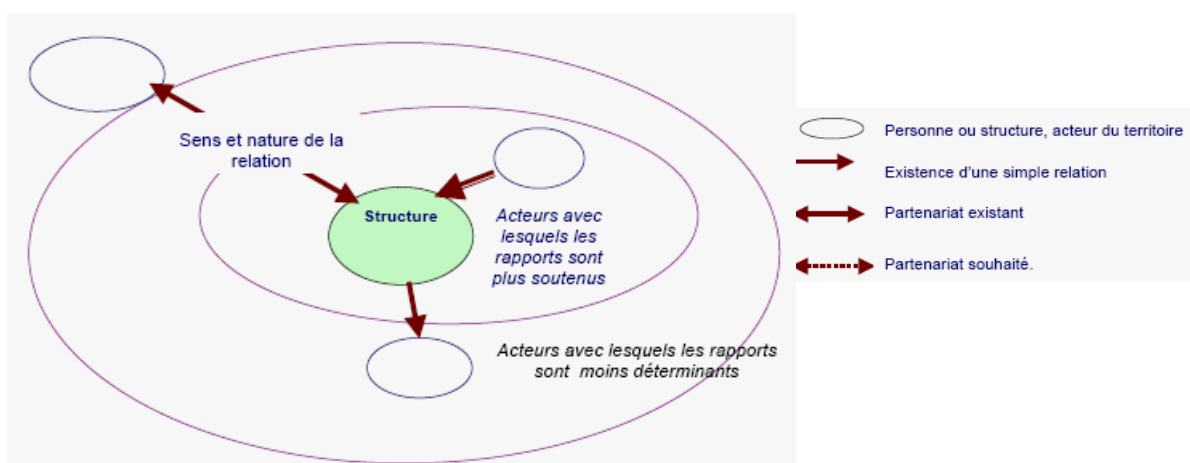 Sens et nature de la
relation
Structure
Acteurs avec
lesquels les
rapports sont
plus soutenus
Acteurs avec lesquels les rapports
sont moins déterminants
Personne ou structure, acteur du territoire
Existence d'une simple relation
Partenariat existant
Partenariat souhaité.